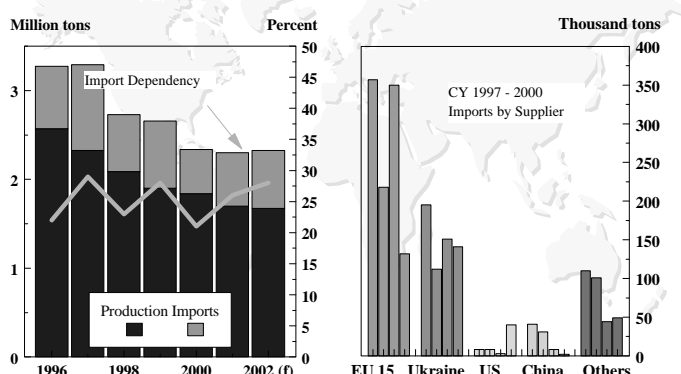 Million tons
Percent
Thousand tons
50
45
40
35
30
25
20
15
10
5
0
3
2
1
0
Import Dependency
Production Imports
1996
1998
2000
2002 (f)
400
350
300
250
200
150
100
50
0
CY 1997 - 2000
Imports by Supplier
EU 15
Ukraine
US
China
Others